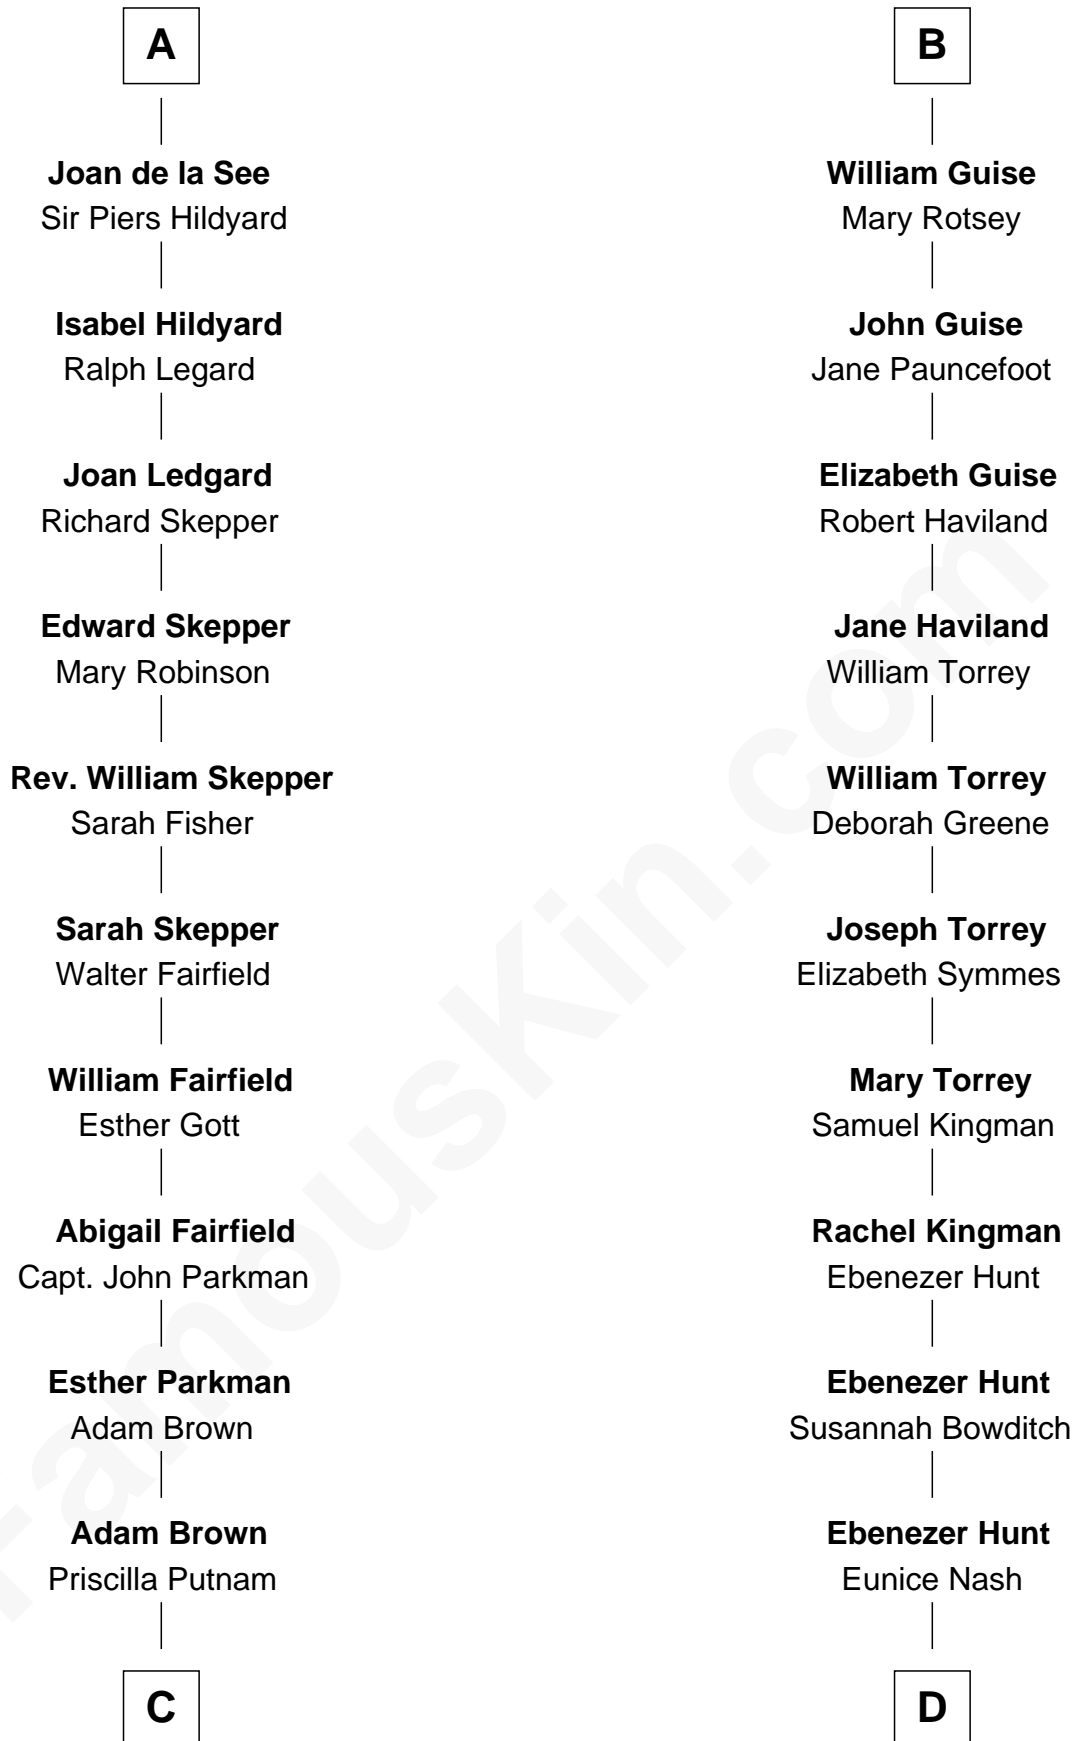 A
Joan de la See
Sir Piers Hildyard
Isabel Hildyard
Ralph Legard
Joan Ledgard
Richard Skepper
Edward Skepper
Mary Robinson
Rev. William Skepper
Sarah Fisher
Sarah Skepper
Walter Fairfield
William Fairfield
Esther Gott
Abigail Fairfield
Capt. John Parkman
Esther Parkman
Adam Brown
Adam Brown
Priscilla Putnam
C
B
William Guise
Mary Rotsey
John Guise
Jane Pauncefoot
Elizabeth Guise
Robert Haviland
Jane Haviland
William Torrey
William Torrey
Deborah Greene
Joseph Torrey
Elizabeth Symmes
Mary Torrey
Samuel Kingman
Rachel Kingman
Ebenezer Hunt
Ebenezer Hunt
Susannah Bowditch
Ebenezer Hunt
Eunice Nash
D
FamousKin.com